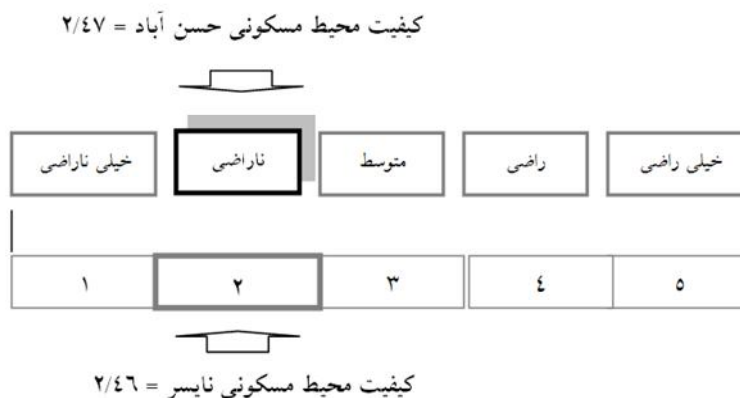 کیفیت محیط مسکونی حسن آباد = ۲/٤۷
خیلی راضی راضی متوسط ناراضی خیلی ناراضی
۱ ۲ ۳ ٤ ٥
کیفیت محیط مسکونی نایسر = ۲/٤٦